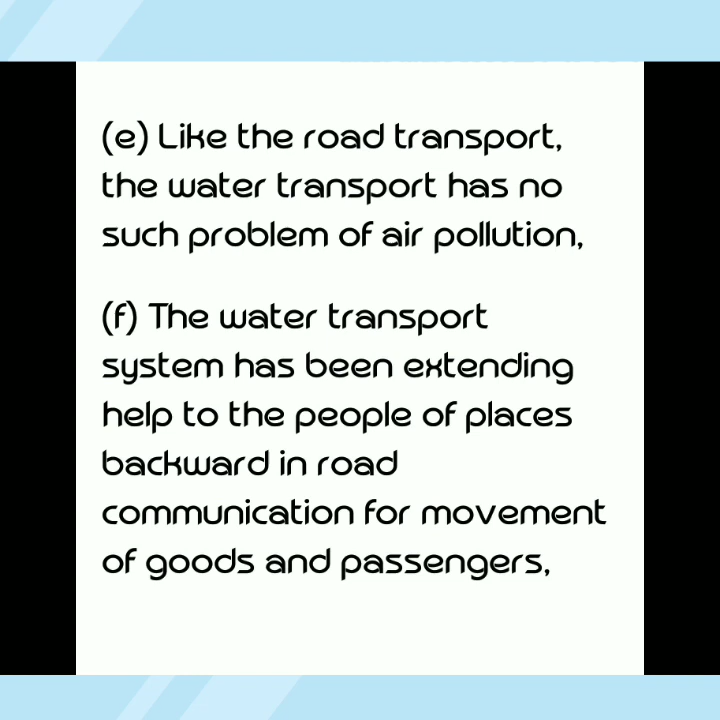 (e) Like the road transport,
the water transport has no
such problem of air pollution,
(f) The water transport
system has been extending
help to the people of places
backward in road
communication for movement
of goods and passengers,